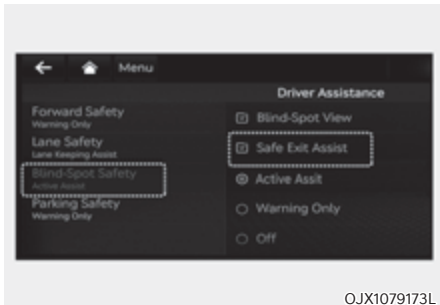 Menu
Driver Assistance
Forward Safety
Warning Only
Lane Safety
Lane Keeping Assist
Blind-Spot Safety
Active Assist
Parking Safety
Warning Only
Blind-Spot View
Safe Exit Assist
Active Assit
Warning Only
Off
OJX1079173L